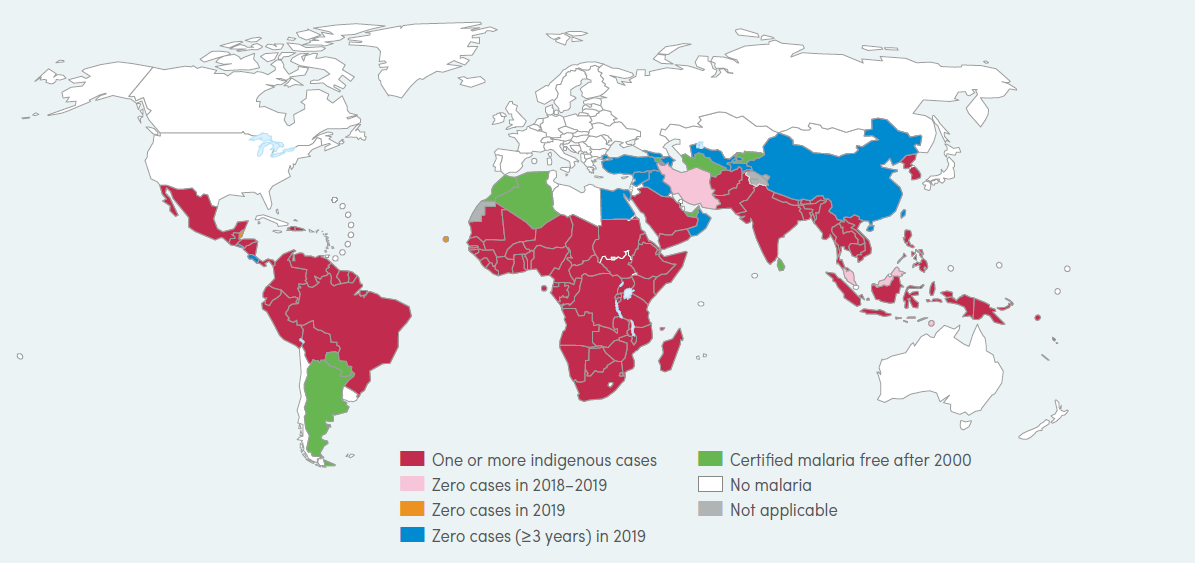 One or more indigenous cases
Zero cases in 2018–2019
Zero cases in 2019
Zero cases (≥3 years) in 2019
Certified malaria free after 2000
No malaria
Not applicable